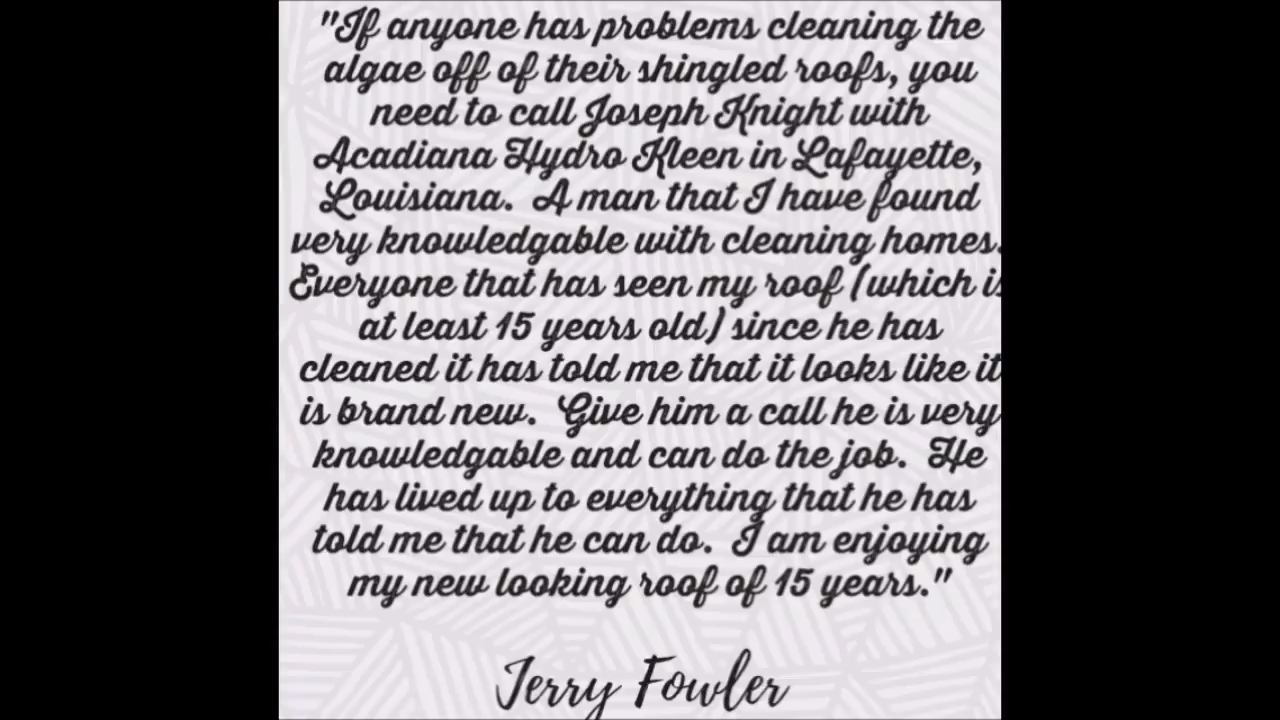 "If anyone has problems cleaning the
algae off of their shingled roofs, you
need to call Joseph Knight with
Acadiana Hydro Kleen in Lafayette,
Louisiana. A man that I have found
very knowledgable with cleaning homes.
Everyone that has seen my roof (which is
at least 15 years old) since he has
cleaned it has told me that it looks like it
is brand new. Give him a call he is very
knowledgable and can do the job. He
has lived up to everything that he has
told me that he can do. I am enjoying
my new looking roof of 15 years."
Jerry Fowler